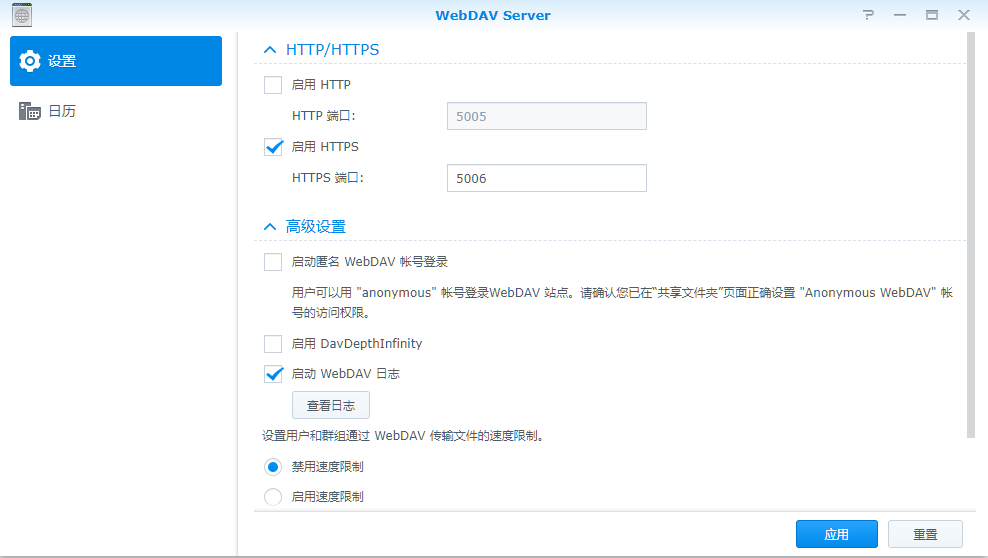 WebDAV Server
设置
日历
HTTP/HTTPS
启用 HTTP
HTTP 端口:
5005
启用 HTTPS
HTTPS 端口:
5006
高级设置
启动匿名 WebDAV 帐号登录
用户可以用 "anonymous" 帐号登录WebDAV 站点。请确认您已在“共享文件夹”页面正确设置 "Anonymous WebDAV" 帐
号的访问权限。
启用 DavDepthInfinity
启动 WebDAV 日志
查看日志
设置用户和群组通过 WebDAV 传输文件的速度限制。
禁用速度限制
启用速度限制
应用
重置